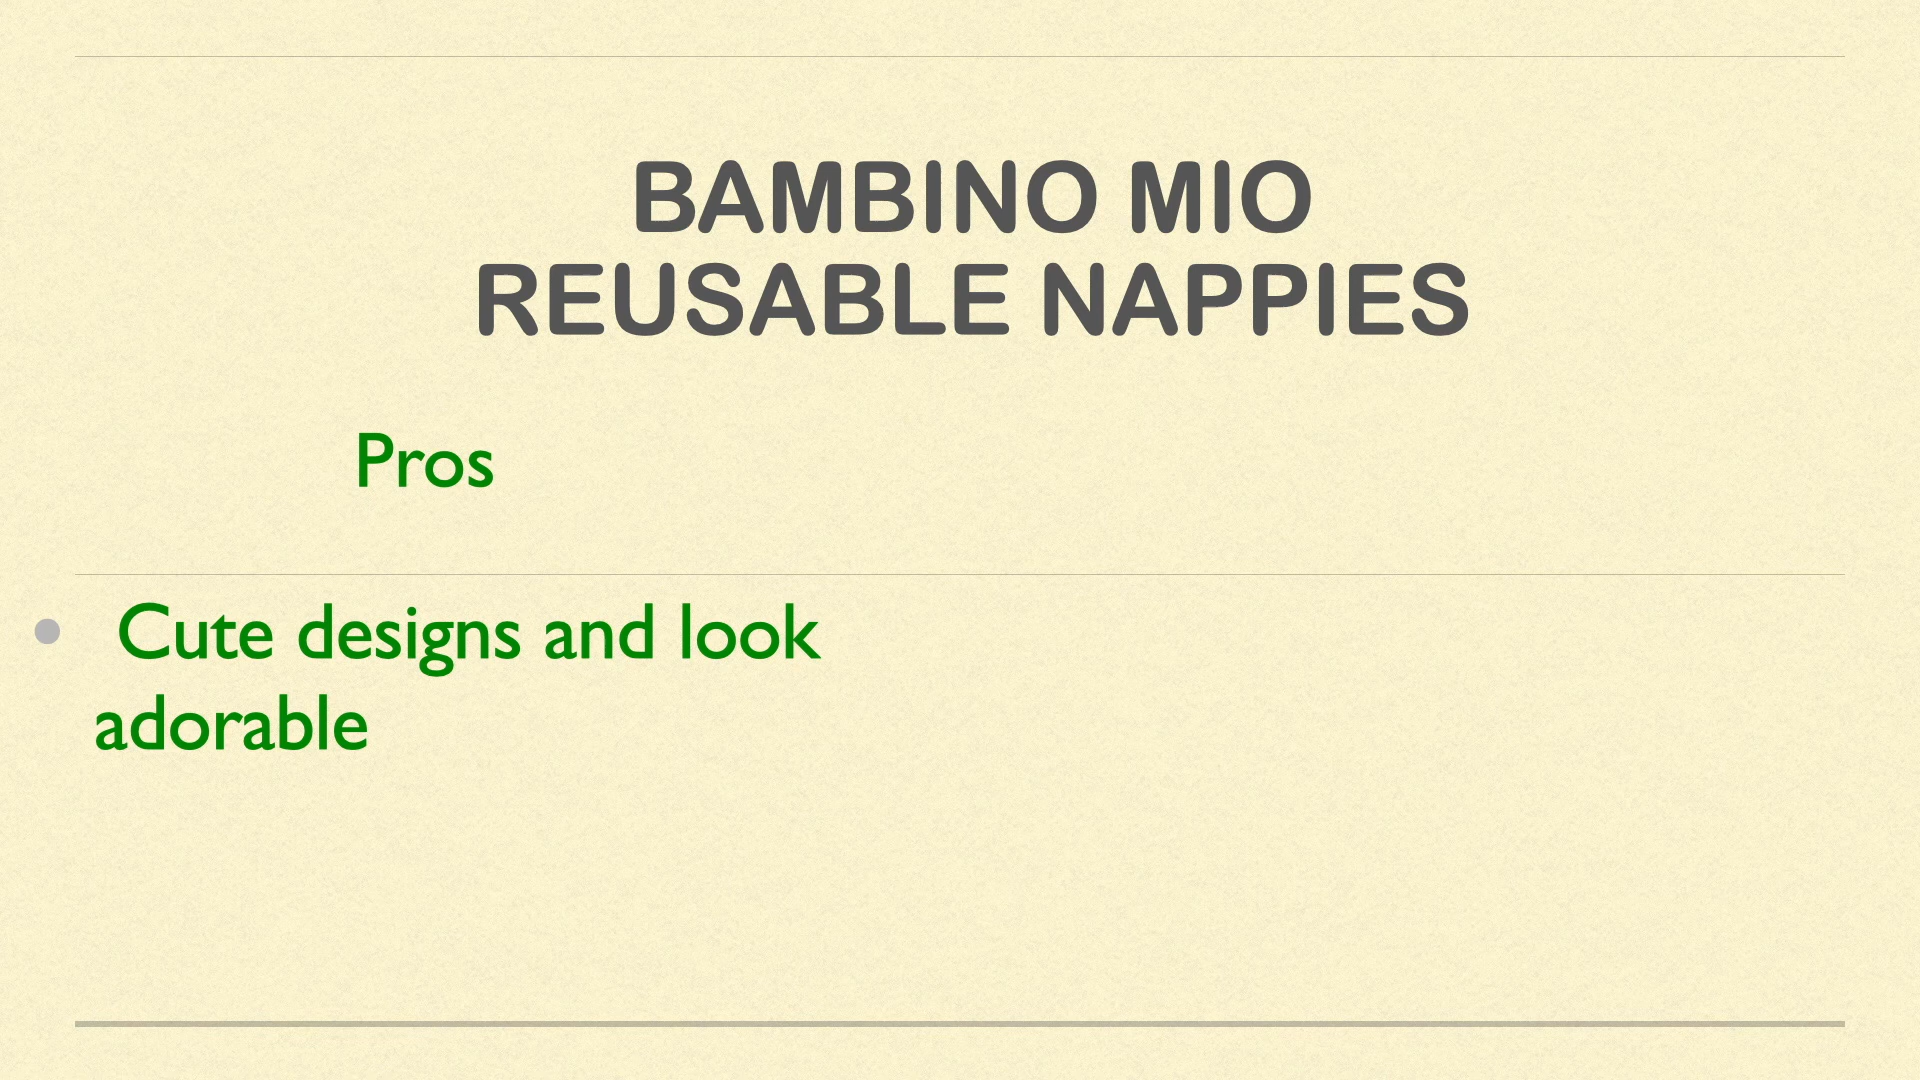 BAMBINO MIO
REUSABLE NAPPIES
Pros
• Cute designs and look
adorable